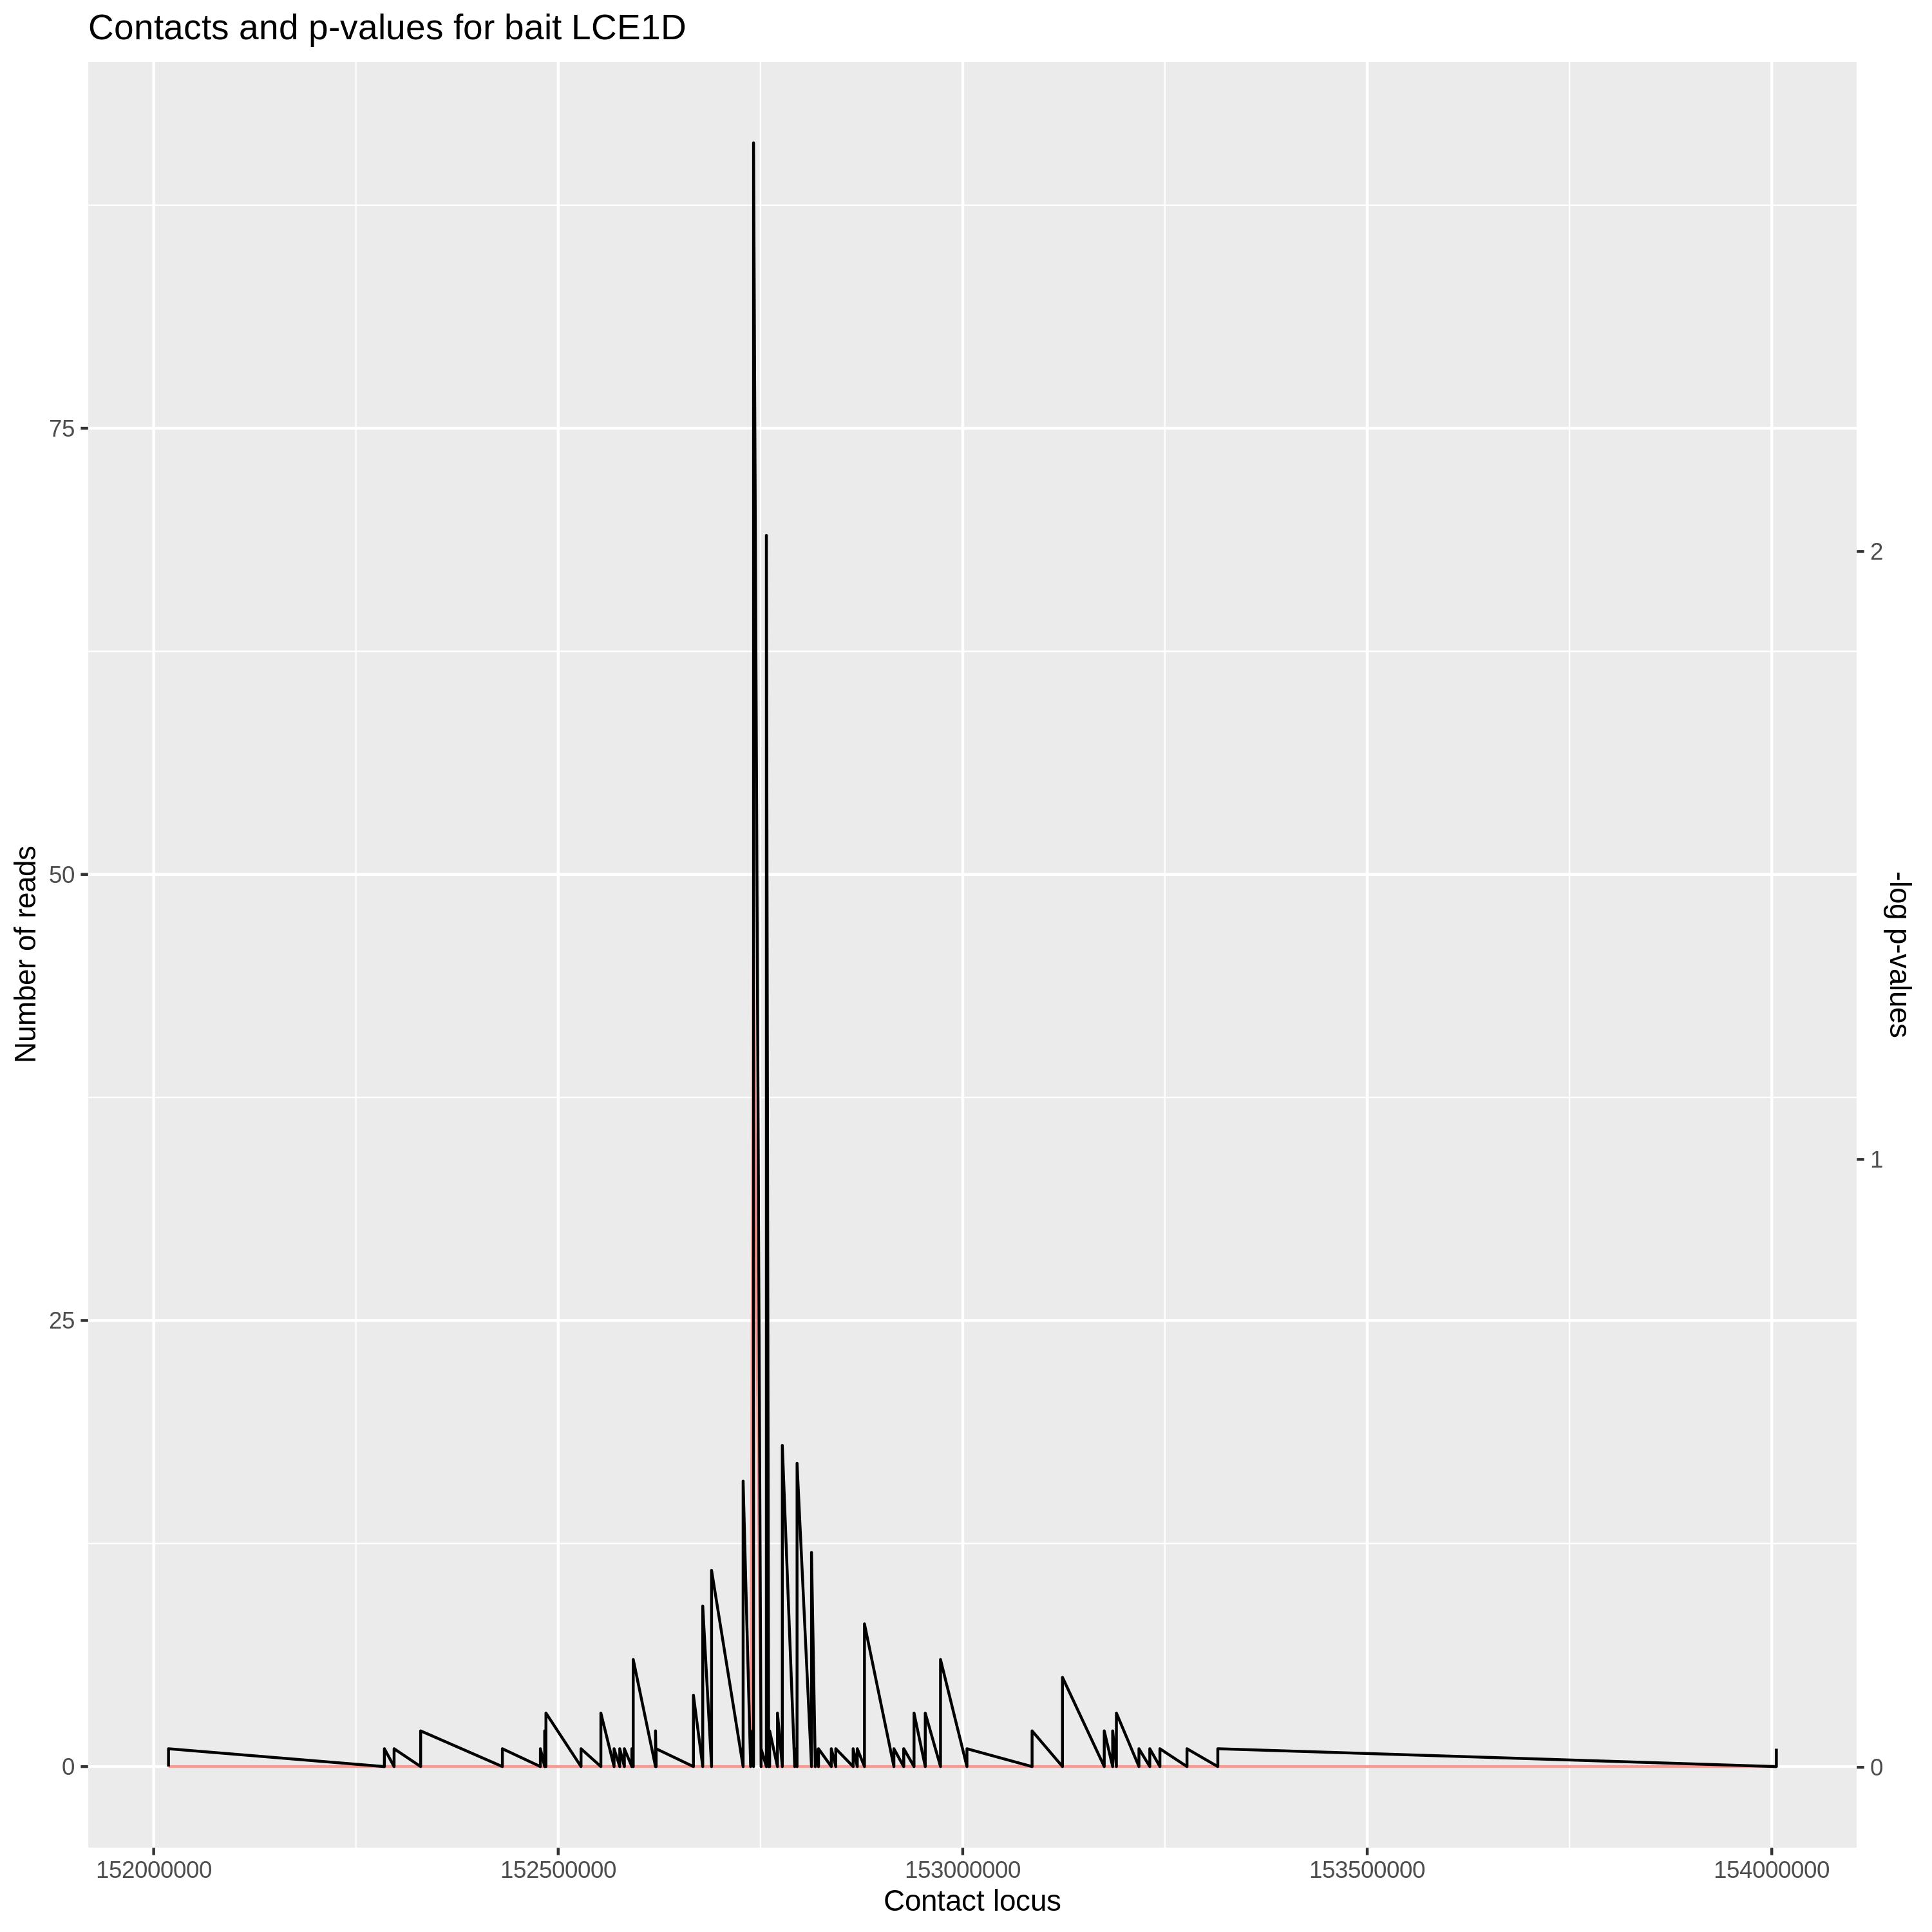 Contacts and p-values for bait LCE1D
75
50
25
0
Number of reads
2
1
0
-log p-values
152000000 152500000 153000000 153500000 154000000
Contact locus